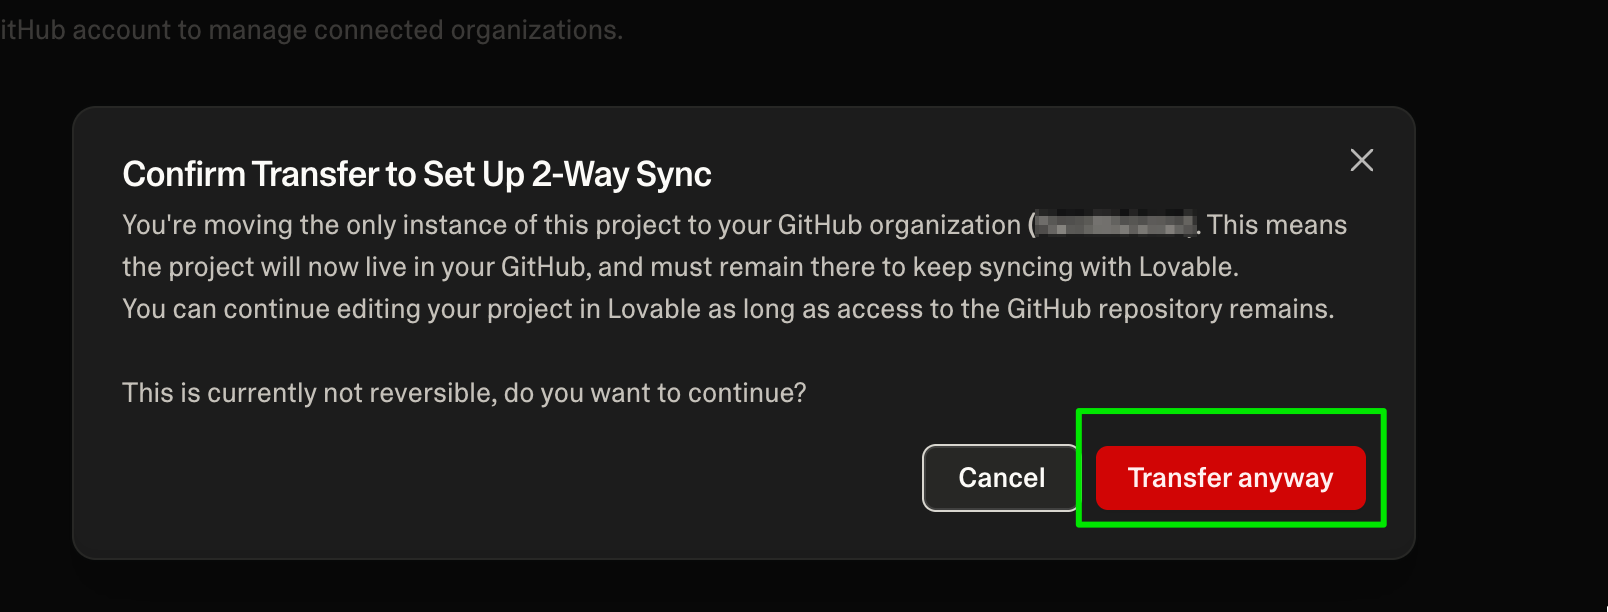 itHub account to manage connected organizations.
Confirm Transfer to Set Up 2-Way Sync
You're moving the only instance of this project to your GitHub organization (. This means
the project will now live in your GitHub, and must remain there to keep syncing with Lovable.
You can continue editing your project in Lovable as long as access to the GitHub repository remains.
This is currently not reversible, do you want to continue?
Cancel
Transfer anyway